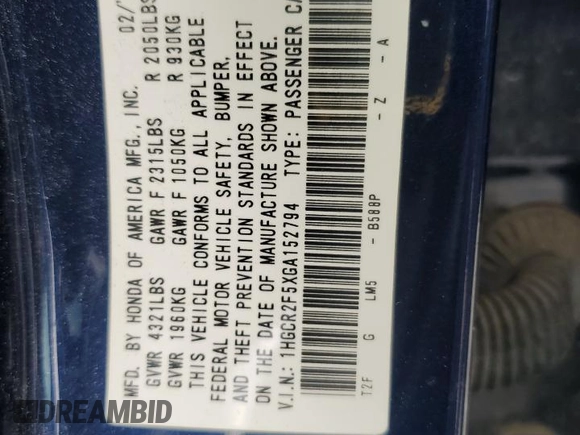 MFD. BY HONDA OF AMERICA MFG., INC. 02/
GVWR 4321LBS GAWR F 2315LBS R 2050LBS
GVWR 1960KG GAWR F 1050KG R 930KG
THIS VEHICLE CONFORMS TO ALL APPLICABLE
FEDERAL MOTOR VEHICLE SAFETY, BUMPER,
AND THEFT PREVENTION STANDARDS IN EFFECT
ON THE DATE OF MANUFACTURE SHOWN ABOVE.
V.I.N.: 1HGCR2F5XGA152794 TYPE: PASSENGER CA
T2F G LM5 - B588P - Z - A
DREAMBID